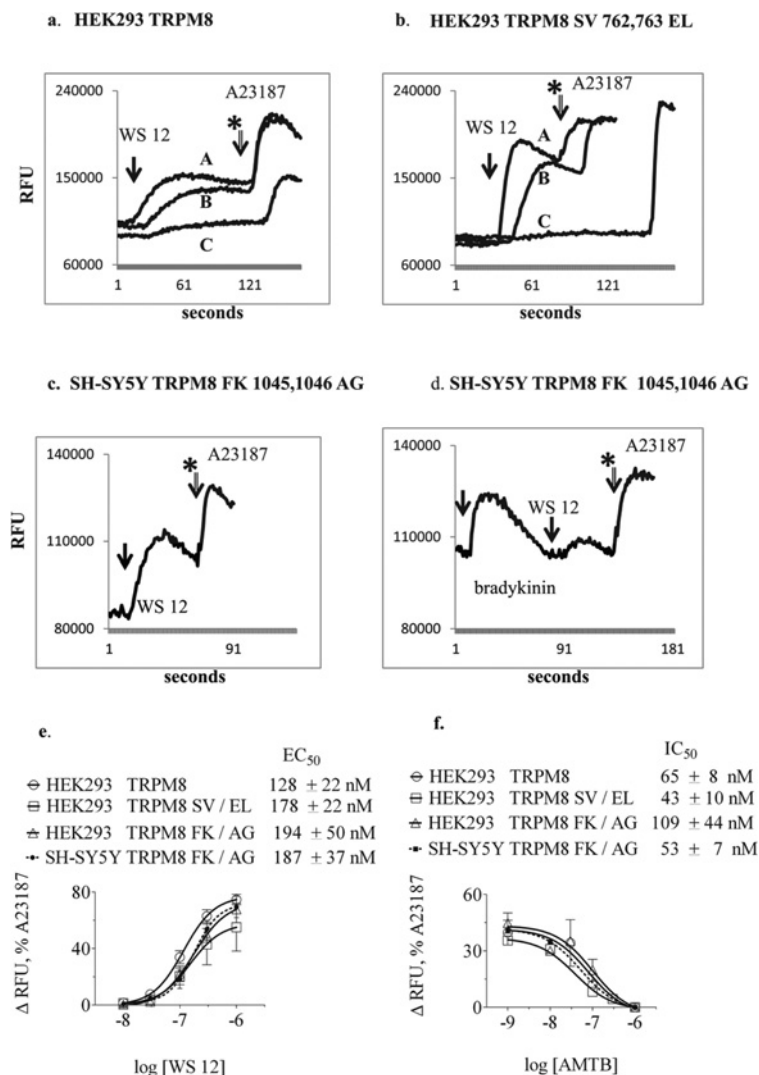 a. HEK293 TRPM8
b. HEK293 TRPM8 SV 762,763 EL
240000
150000
60000
RFU
WS 12
A
B
C
*
A23187
1 61 121
seconds
240000
150000
60000
WS 12
A
B
C
*
A23187
1 61 121
seconds
c. SH-SY5Y TRPM8 FK 1045,1046 AG
d. SH-SY5Y TRPM8 FK 1045,1046 AG
140000
110000
80000
RFU
WS 12
*
A23187
1 91
seconds
140000
110000
80000
bradykinin
WS 12
*
A23187
1 91 181
seconds
e.
EC50
HEK293 TRPM8 128 ± 22 nM
HEK293 TRPM8 SV / EL 178 ± 22 nM
HEK293 TRPM8 FK / AG 194 ± 50 nM
SH-SY5Y TRPM8 FK / AG 187 ± 37 nM
Δ RFU, % A23187
80
40
0
-8 -7 -6
log [WS 12]
f.
IC50
HEK293 TRPM8 65 ± 8 nM
HEK293 TRPM8 SV / EL 43 ± 10 nM
HEK293 TRPM8 FK / AG 109 ± 44 nM
SH-SY5Y TRPM8 FK / AG 53 ± 7 nM
Δ RFU, % A23187
60
30
0
-9 -8 -7 -6
log [AMTB]